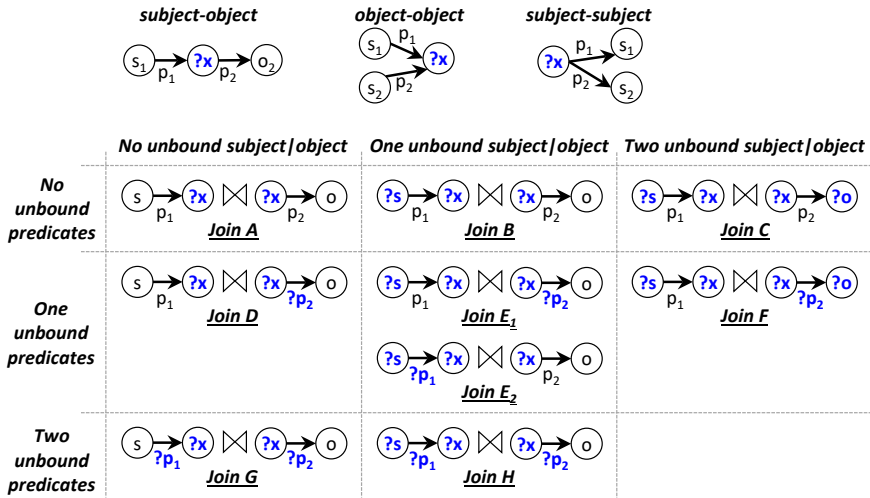 subject-object object-object subject-subject
s1 p1 ?x p2 o2
s1 p1 ?x s2 p2
?x p1 s1 p2 s2
No unbound subject|object One unbound subject|object Two unbound subject|object
No unbound predicates
s p1 ?x ⋈ ?x p2 o
Join A
?s p1 ?x ⋈ ?x p2 o
Join B
?s p1 ?x ⋈ ?x p2 ?o
Join C
One unbound predicates
s p1 ?x ⋈ ?x ?p2 o
Join D
?s p1 ?x ⋈ ?x ?p2 o
Join E1
?s ?p1 ?x ⋈ ?x p2 o
Join E2
?s p1 ?x ⋈ ?x ?p2 ?o
Join F
Two unbound predicates
s ?p1 ?x ⋈ ?x ?p2 o
Join G
?s ?p1 ?x ⋈ ?x ?p2 o
Join H